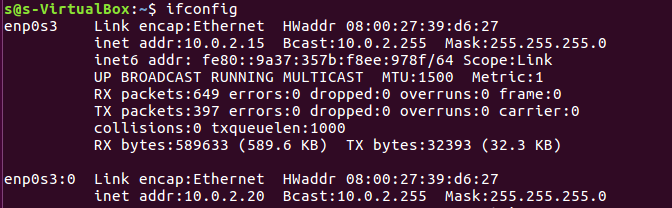 s@s-VirtualBox:~$ ifconfig
enp0s3    Link encap:Ethernet  HWaddr 08:00:27:39:d6:27
          inet addr:10.0.2.15  Bcast:10.0.2.255  Mask:255.255.255.0
          inet6 addr: fe80::9a37:357b:f8ee:978f/64 Scope:Link
          UP BROADCAST RUNNING MULTICAST  MTU:1500  Metric:1
          RX packets:649 errors:0 dropped:0 overruns:0 frame:0
          TX packets:397 errors:0 dropped:0 overruns:0 carrier:0
          collisions:0 txqueuelen:1000
          RX bytes:589633 (589.6 KB)  TX bytes:32393 (32.3 KB)
enp0s3:0  Link encap:Ethernet  HWaddr 08:00:27:39:d6:27
          inet addr:10.0.2.20  Bcast:10.0.2.255  Mask:255.255.255.0